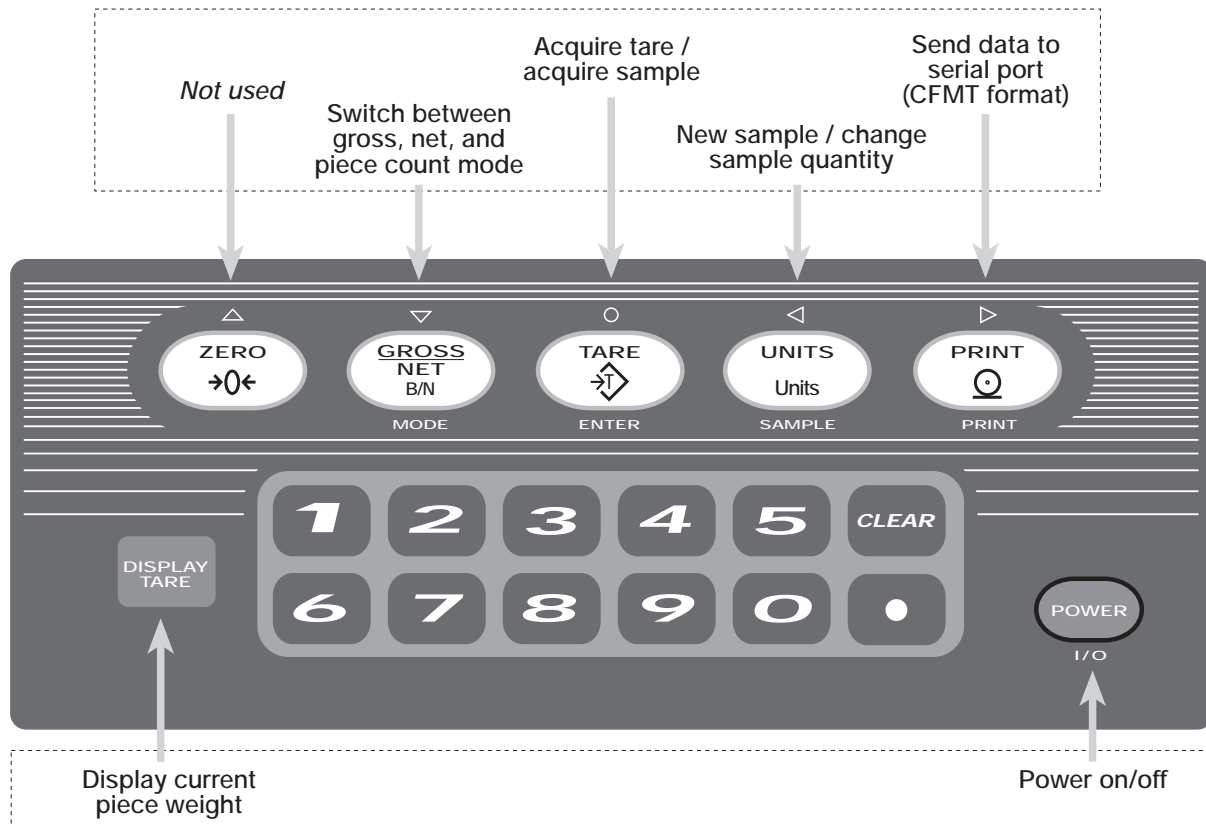 Not used
Switch between
gross, net, and
piece count mode
Acquire tare /
acquire sample
New sample / change
sample quantity
Send data to
serial port
(CFMT format)
ZERO
→0←
GROSS
NET
B/N
MODE
TARE
→T
ENTER
UNITS
Units
SAMPLE
PRINT
PRINT
1 2 3 4 5 CLEAR
6 7 8 9 0 •
DISPLAY
TARE
POWER
I/O
Display current
piece weight
Power on/off